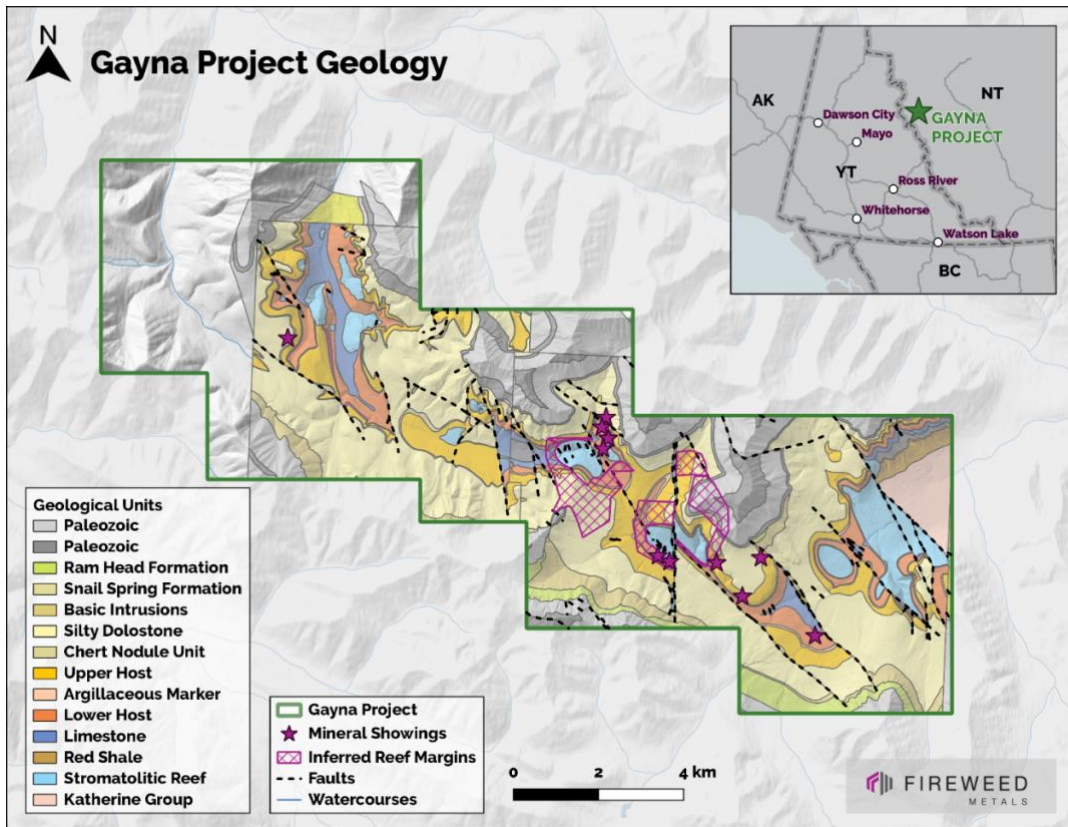 N
Gayna Project Geology
AK
NT
Dawson City
GAYNA
PROJECT
Mayo
YT
Ross River
Whitehorse
Watson Lake
BC
Geological Units
Paleozoic
Paleozoic
Ram Head Formation
Snail Spring Formation
Basic Intrusions
Silty Dolostone
Chert Nodule Unit
Upper Host
Argillaceous Marker
Lower Host
Limestone
Red Shale
Stromatolitic Reef
Katherine Group
Gayna Project
Mineral Showings
Inferred Reef Margins
Faults
Watercourses
0 2 4 km
FIREWEED
METALS